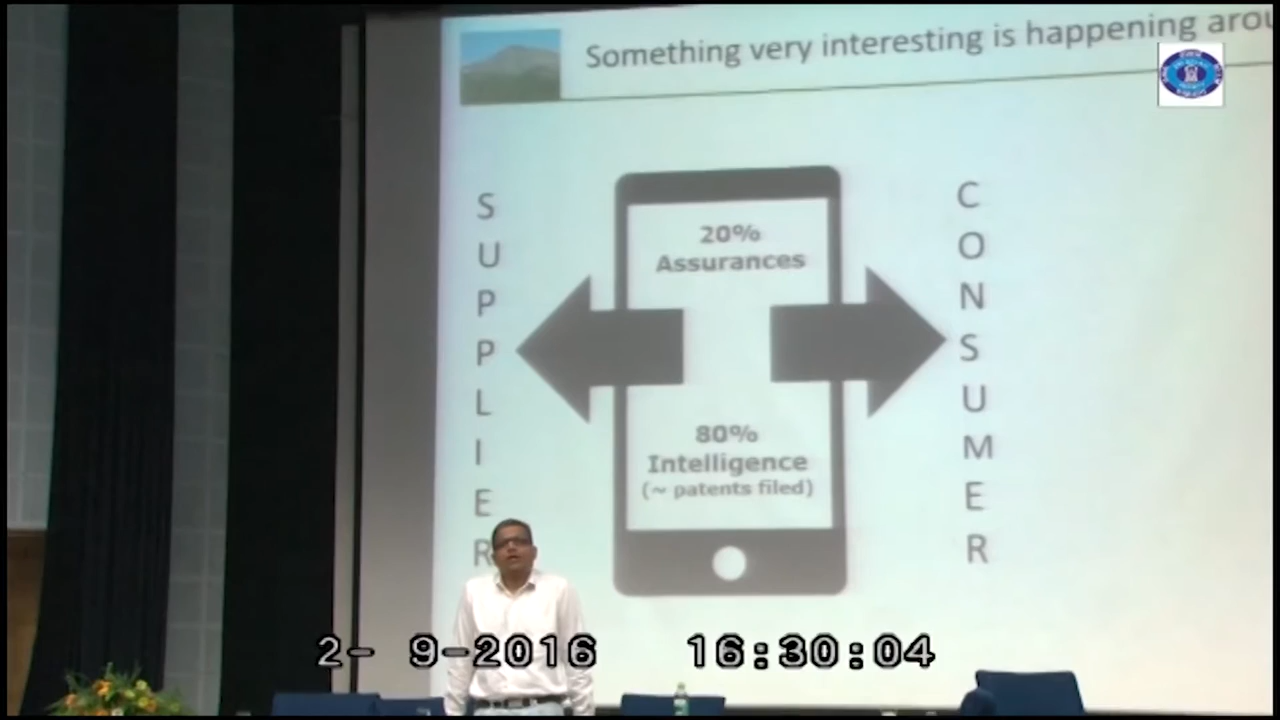 Something very interesting is happening arou
SUPPLIER
CONSUMER
20%
Assurances
80%
Intelligence
(~ patents filed)
2- 9-2016 16:30:04